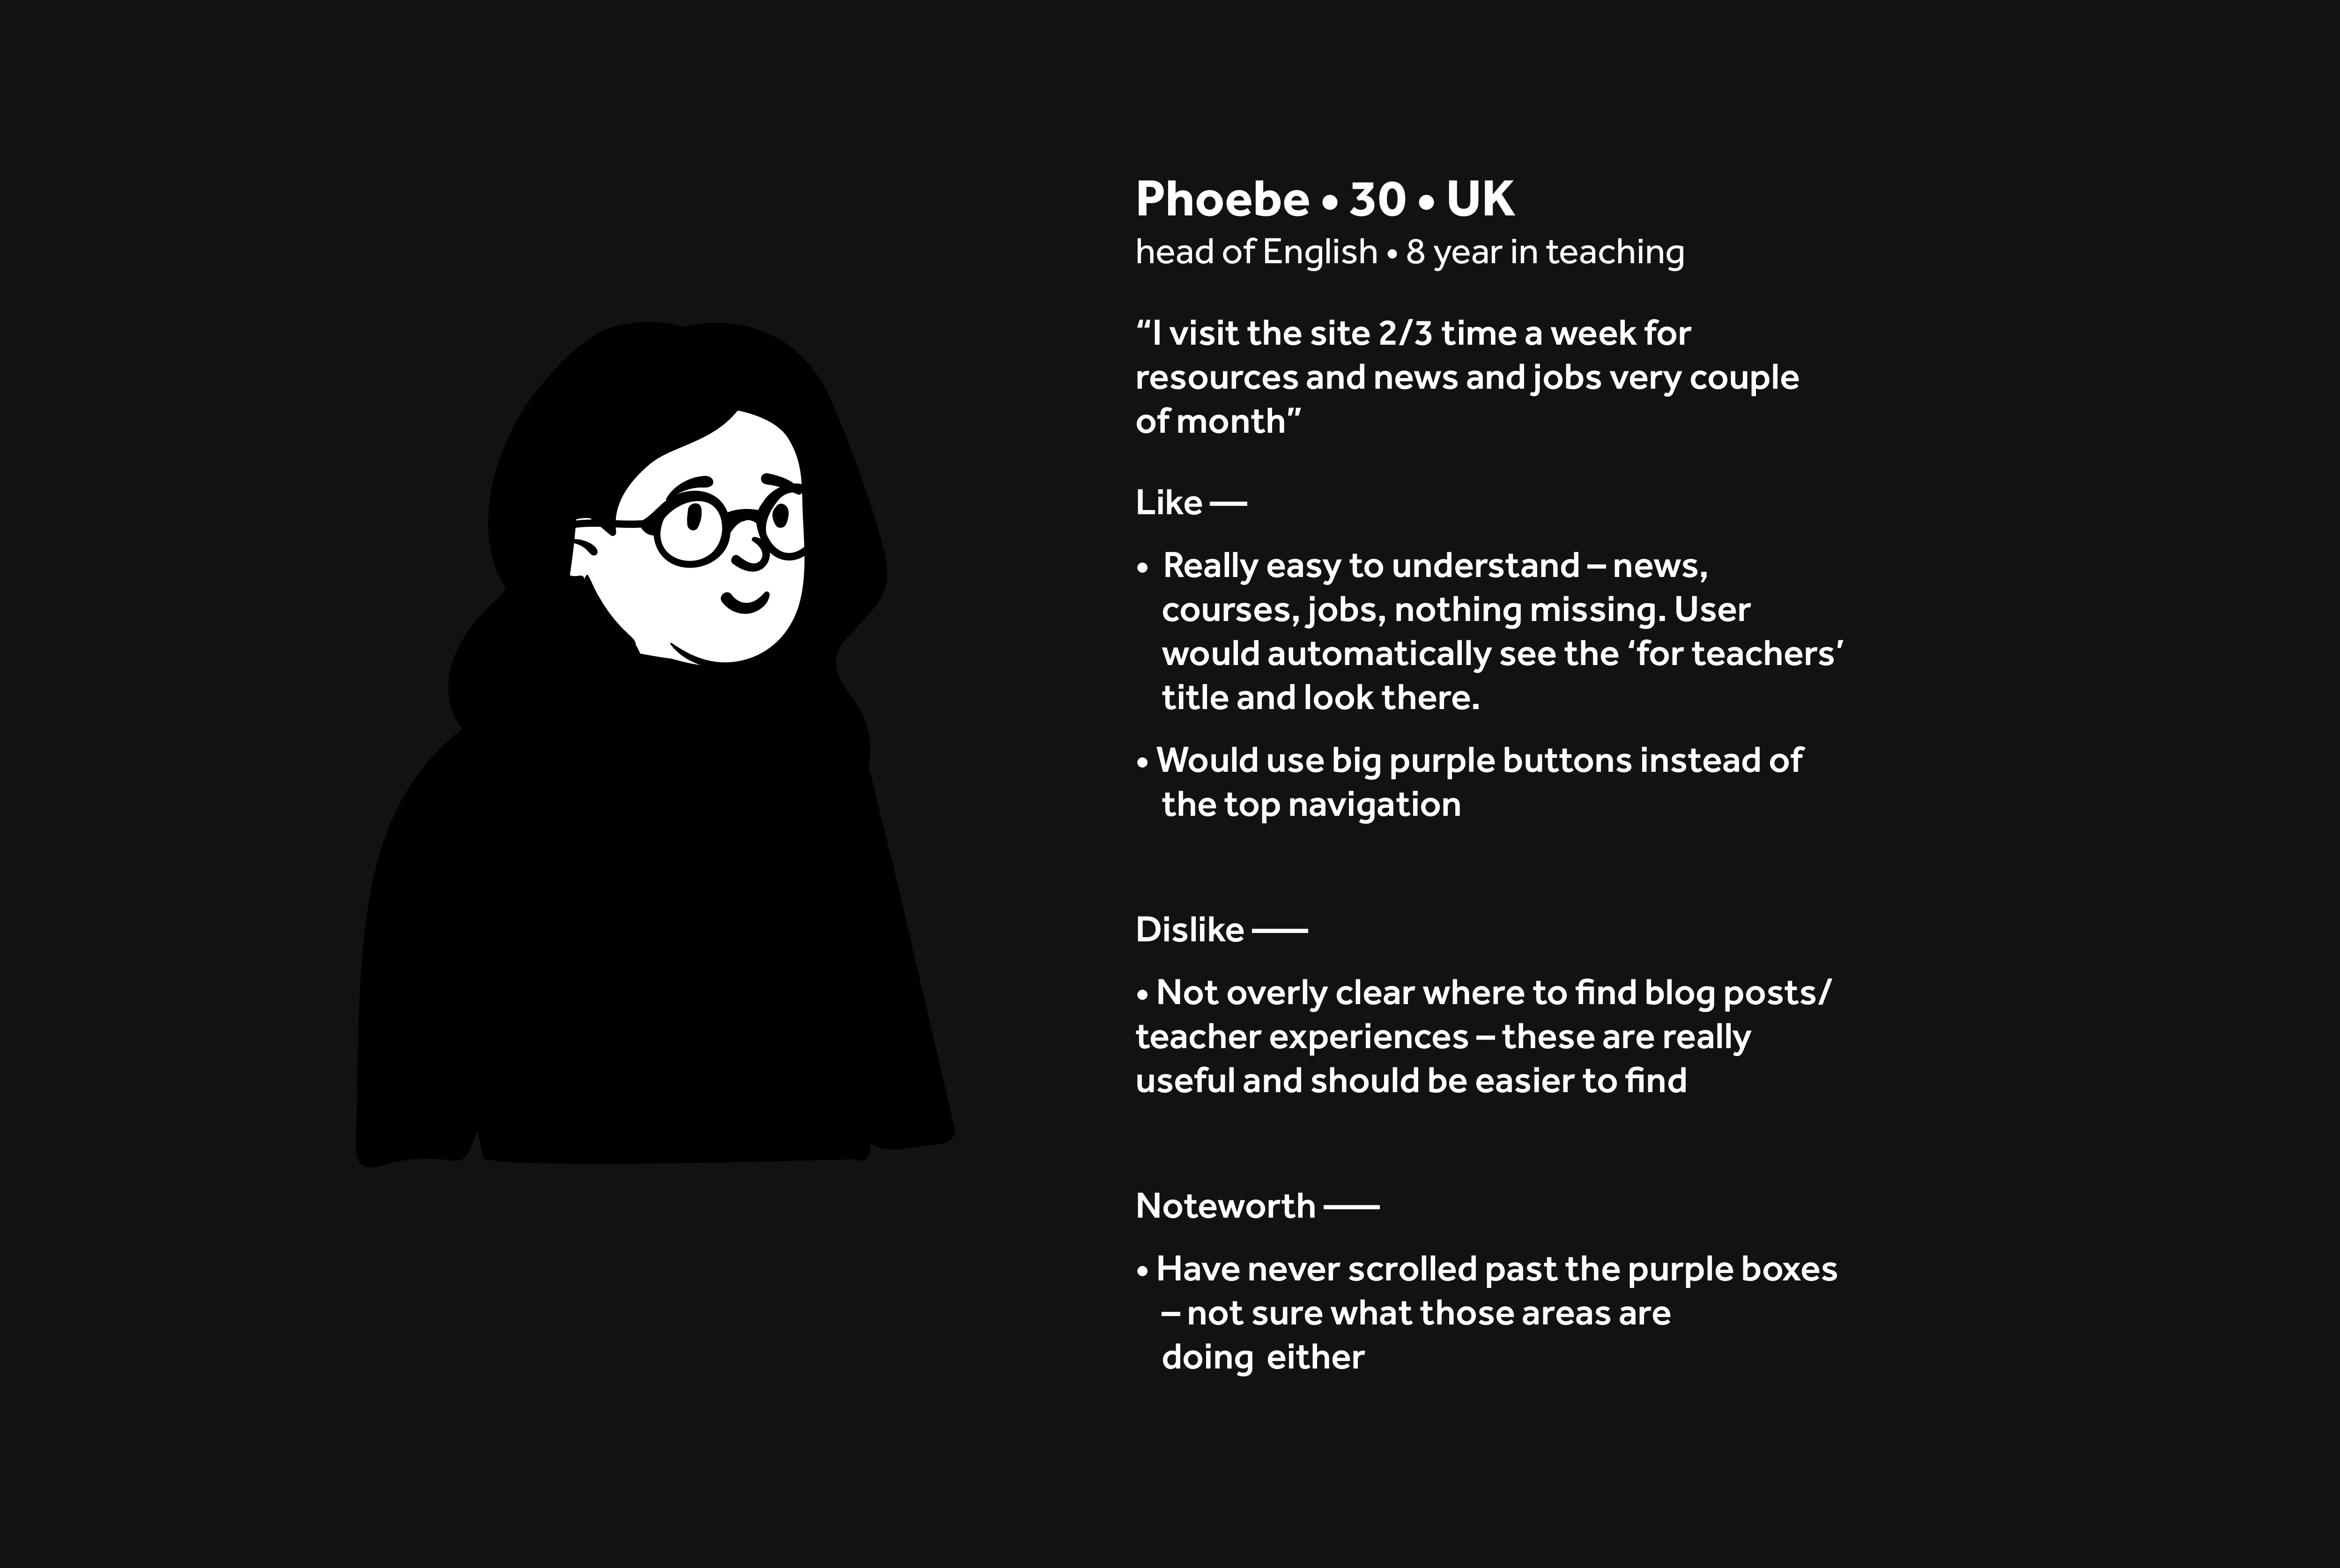 Phoebe • 30 • UK
head of English • 8 year in teaching
“I visit the site 2/3 time a week for
resources and news and jobs very couple
of month”
Like —
• Really easy to understand – news,
courses, jobs, nothing missing. User
would automatically see the ‘for teachers’
title and look there.
• Would use big purple buttons instead of
the top navigation
Dislike ——
• Not overly clear where to find blog posts/
teacher experiences – these are really
useful and should be easier to find
Noteworth ——
• Have never scrolled past the purple boxes
– not sure what those areas are
doing  either